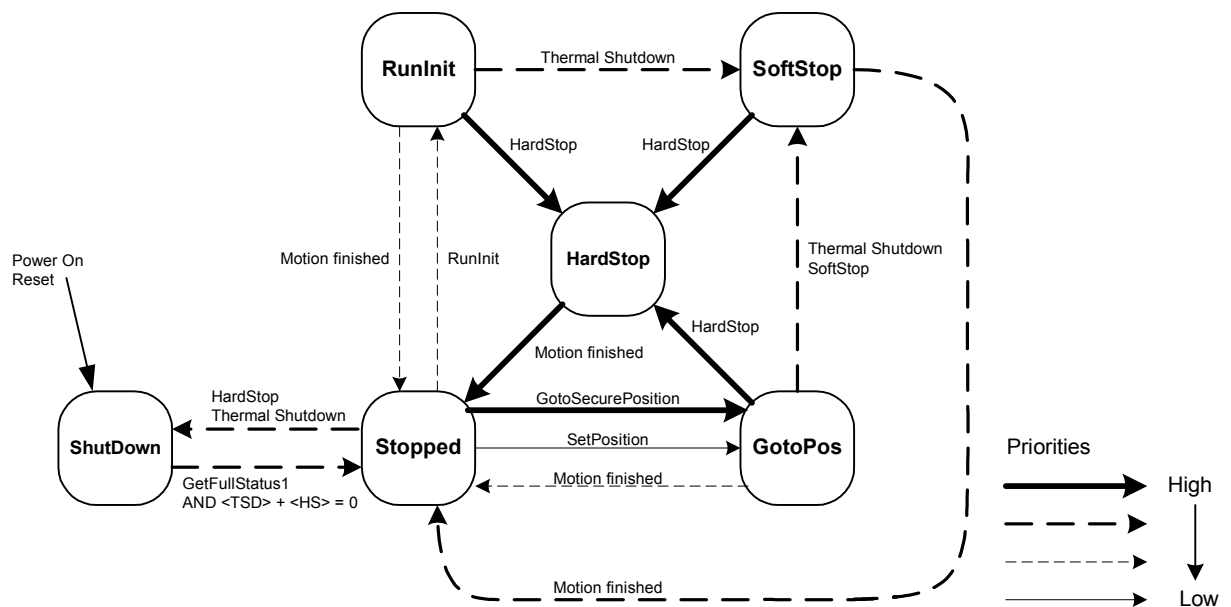 RunInit
Thermal Shutdown
SoftStop
HardStop
HardStop
Motion finished
RunInit
HardStop
Thermal Shutdown
SoftStop
Power On
Reset
HardStop
Motion finished
HardStop
Thermal Shutdown
GotoSecurePosition
ShutDown
Stopped
SetPosition
GotoPos
Motion finished
GetFullStatus1
AND <TSD> + <HS> = 0
Motion finished
Priorities
High
Low